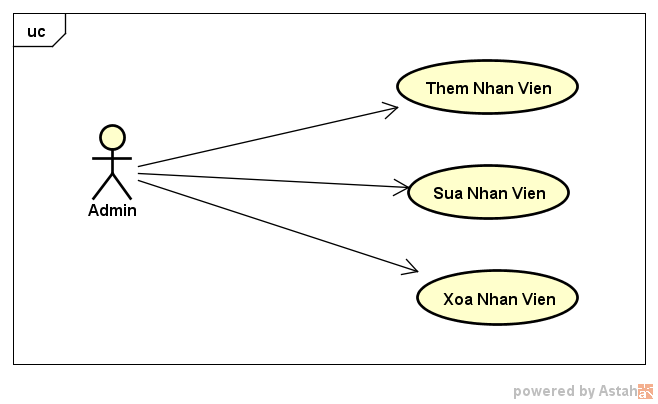 uc
Them Nhan Vien
Sua Nhan Vien
Admin
Xoa Nhan Vien
powered by Astah